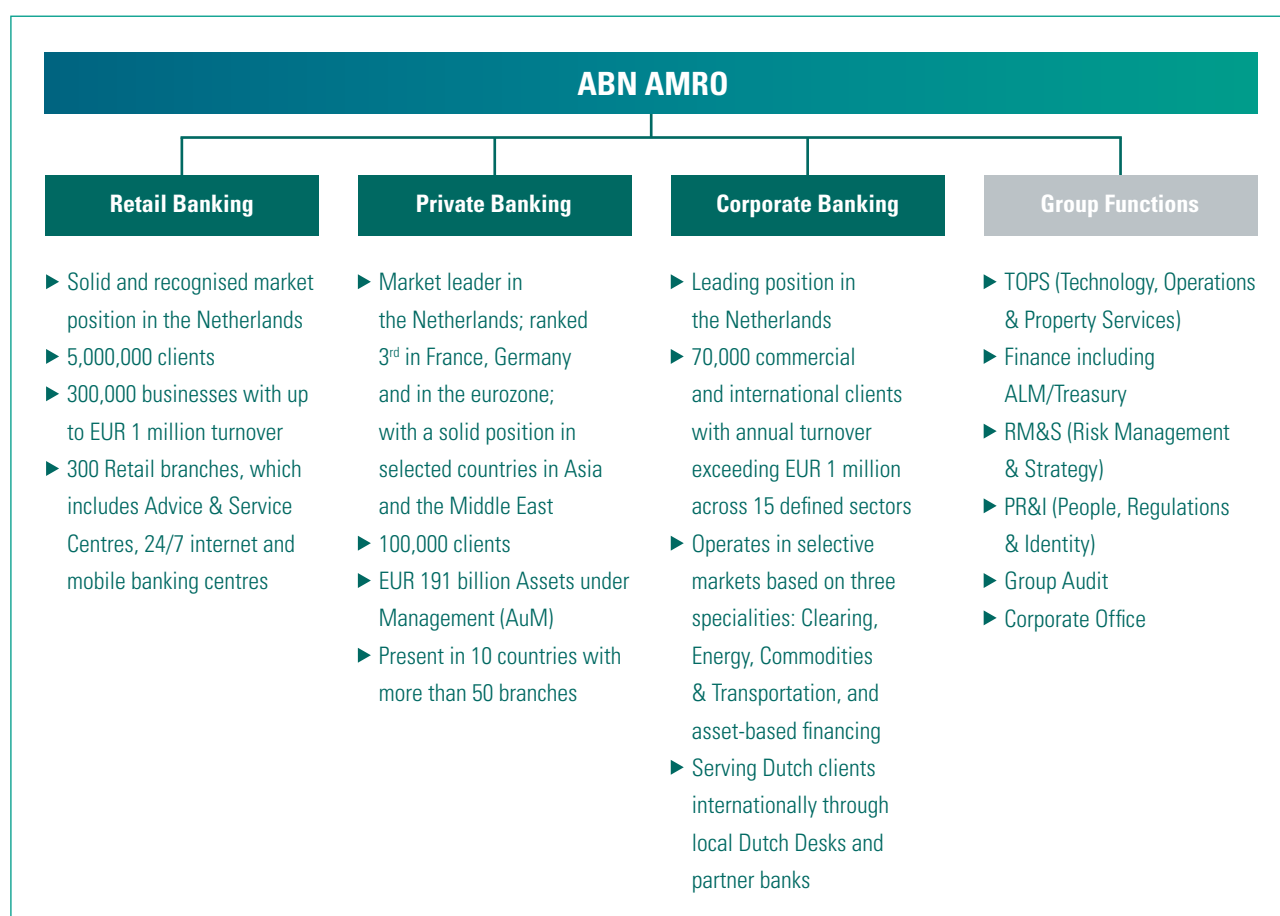 ABN AMRO
Retail Banking
▶ Solid and recognised market
position in the Netherlands
▶ 5,000,000 clients
▶ 300,000 businesses with up
to EUR 1 million turnover
▶ 300 Retail branches, which
includes Advice & Service
Centres, 24/7 internet and
mobile banking centres
Private Banking
▶ Market leader in
the Netherlands; ranked
3rd in France, Germany
and in the eurozone;
with a solid position in
selected countries in Asia
and the Middle East
▶ 100,000 clients
▶ EUR 191 billion Assets under
Management (AuM)
▶ Present in 10 countries with
more than 50 branches
Corporate Banking
▶ Leading position in
the Netherlands
▶ 70,000 commercial
and international clients
with annual turnover
exceeding EUR 1 million
across 15 defined sectors
▶ Operates in selective
markets based on three
specialities: Clearing,
Energy, Commodities
& Transportation, and
asset-based financing
▶ Serving Dutch clients
internationally through
local Dutch Desks and
partner banks
Group Functions
▶ TOPS (Technology, Operations
& Property Services)
▶ Finance including
ALM/Treasury
▶ RM&S (Risk Management
& Strategy)
▶ PR&I (People, Regulations
& Identity)
▶ Group Audit
▶ Corporate Office